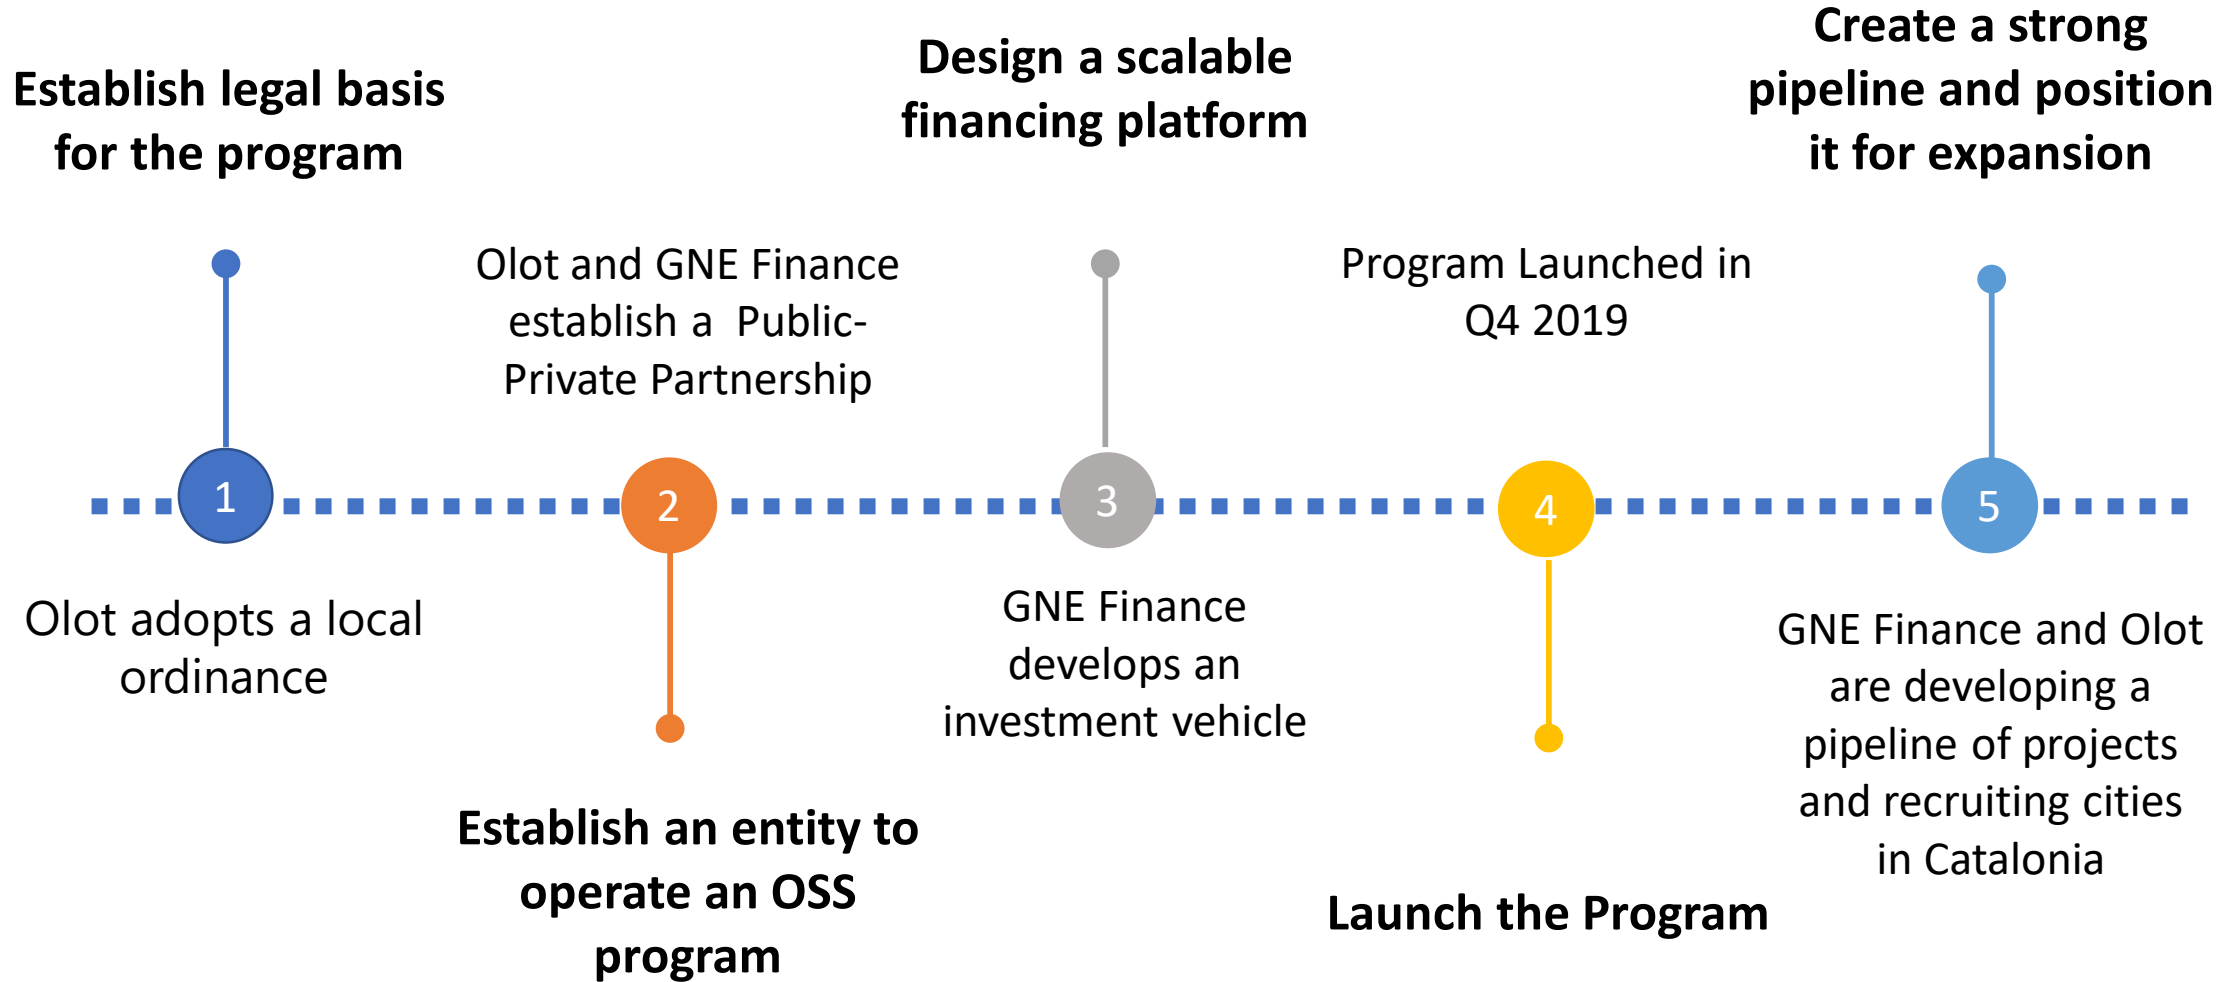 Establish legal basis
for the program
1
Olot adopts a local
ordinance
Olot and GNE Finance
establish a  Public-
Private Partnership
2
Establish an entity to
operate an OSS
program
Design a scalable
financing platform
3
GNE Finance
develops an
investment vehicle
Program Launched in
Q4 2019
4
Launch the Program
Create a strong
pipeline and position
it for expansion
5
GNE Finance and Olot
are developing a
pipeline of projects
and recruiting cities
in Catalonia